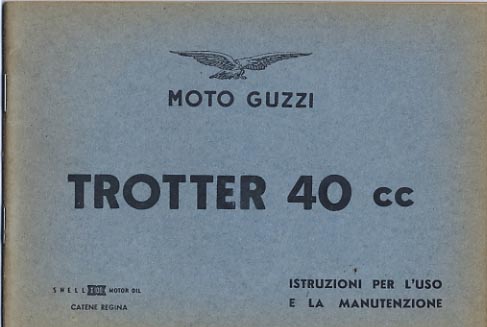 MOTO GUZZI
TROTTER 40 cc
SHELL MOTOR OIL
CATENE REGINA
ISTRUZIONI PER L'USO
E LA MANUTENZIONE